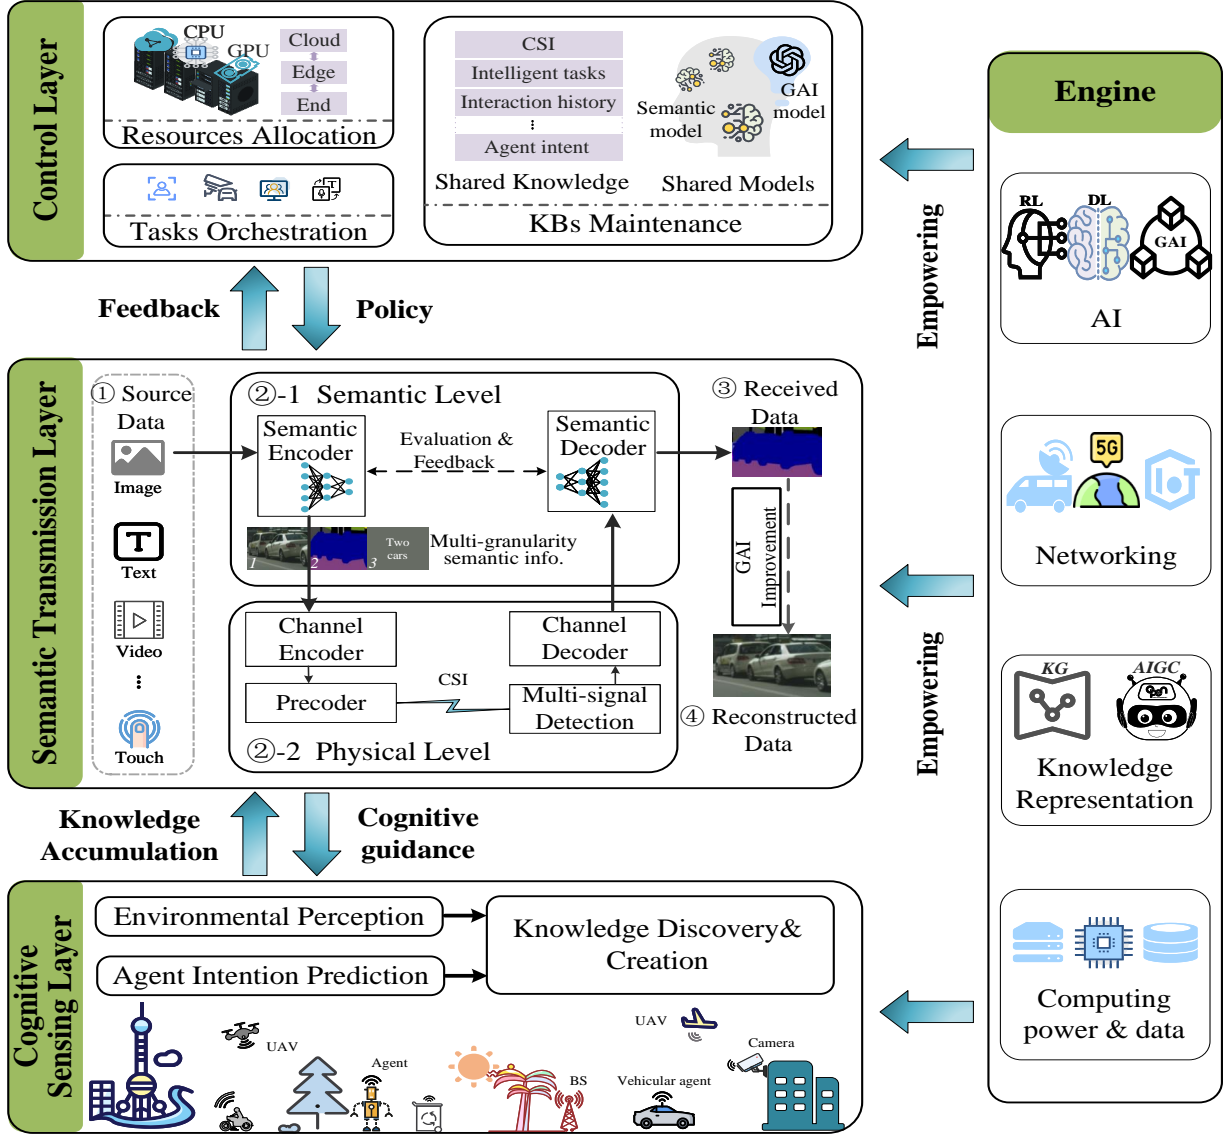 Control Layer
CPU
GPU
Cloud
Edge
End
Resources Allocation
Tasks Orchestration
CSI
Intelligent tasks
Interaction history
⋮
Agent intent
Shared Knowledge
Semantic
model
GAI
model
Shared Models
KBs Maintenance
Feedback
Policy
Semantic Transmission Layer
① Source
Data
Image
T
Text
Video
⋮
Touch
②-1 Semantic Level
Semantic
Encoder
Evaluation &
Feedback
Semantic
Decoder
1
2
3
Two
cars
Multi-granularity
semantic info.
Channel
Encoder
Precoder
CSI
Channel
Decoder
Multi-signal
Detection
②-2 Physical Level
③ Received
Data
GAI
Improvement
④ Reconstructed
Data
Knowledge
Accumulation
Cognitive
guidance
Cognitive
Sensing Layer
Environmental Perception
Agent Intention Prediction
Knowledge Discovery&
Creation
UAV
Agent
BS
UAV
Vehicular agent
Camera
Empowering
Empowering
Engine
RL
DL
GAI
AI
5G
Networking
KG
AIGC
Knowledge
Representation
Computing
power & data